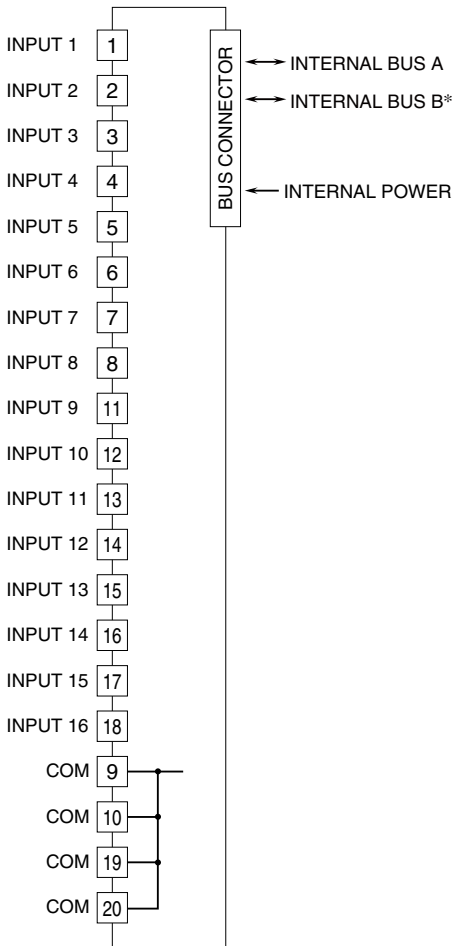 INPUT 1 1
INPUT 2 2
INPUT 3 3
INPUT 4 4
INPUT 5 5
INPUT 6 6
INPUT 7 7
INPUT 8 8
INPUT 9 11
INPUT 10 12
INPUT 11 13
INPUT 12 14
INPUT 13 15
INPUT 14 16
INPUT 15 17
INPUT 16 18
COM 9
COM 10
COM 19
COM 20
BUS CONNECTOR
INTERNAL BUS A
INTERNAL BUS B*
INTERNAL POWER